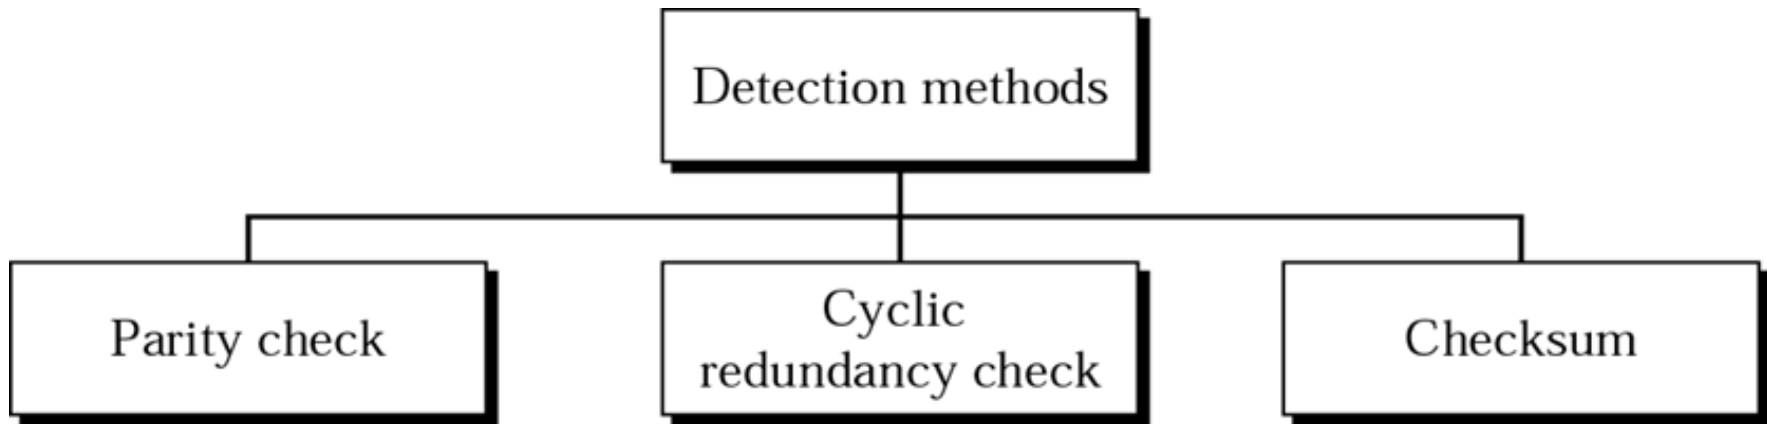 Detection methods
Parity check
Cyclic
redundancy check
Checksum